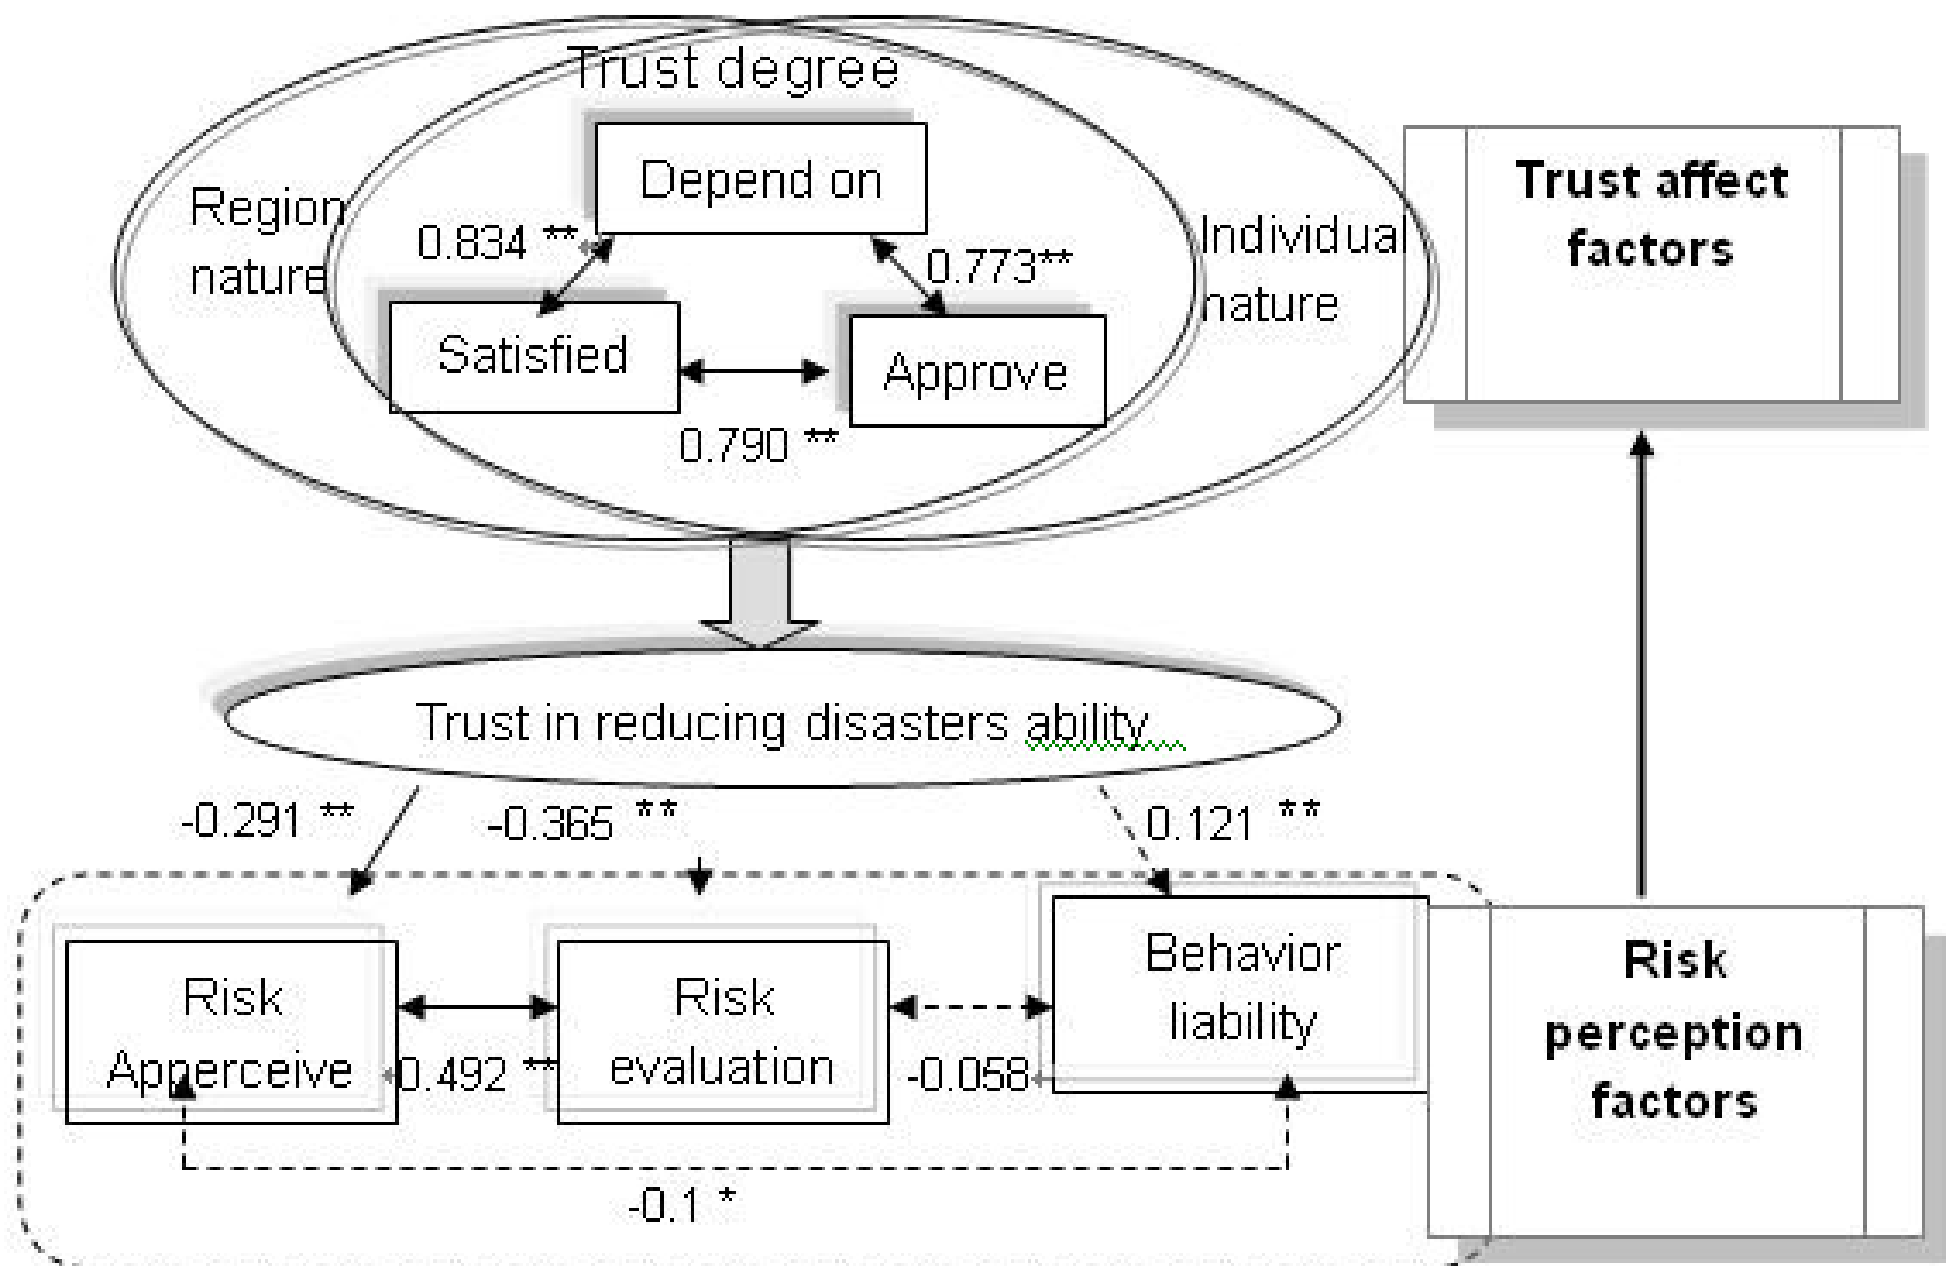 Trust degree
Depend on
Region
nature
0.834 **
0.773**
Individual
nature
Satisfied
Approve
0.790 **
Trust affect
factors
Trust in reducing disasters ability
-0.291 **
-0.365 **
0.121 **
Risk
Apperceive
0.492 **
Risk
evaluation
-0.058
Behavior
liability
-0.1 *
Risk
perception
factors